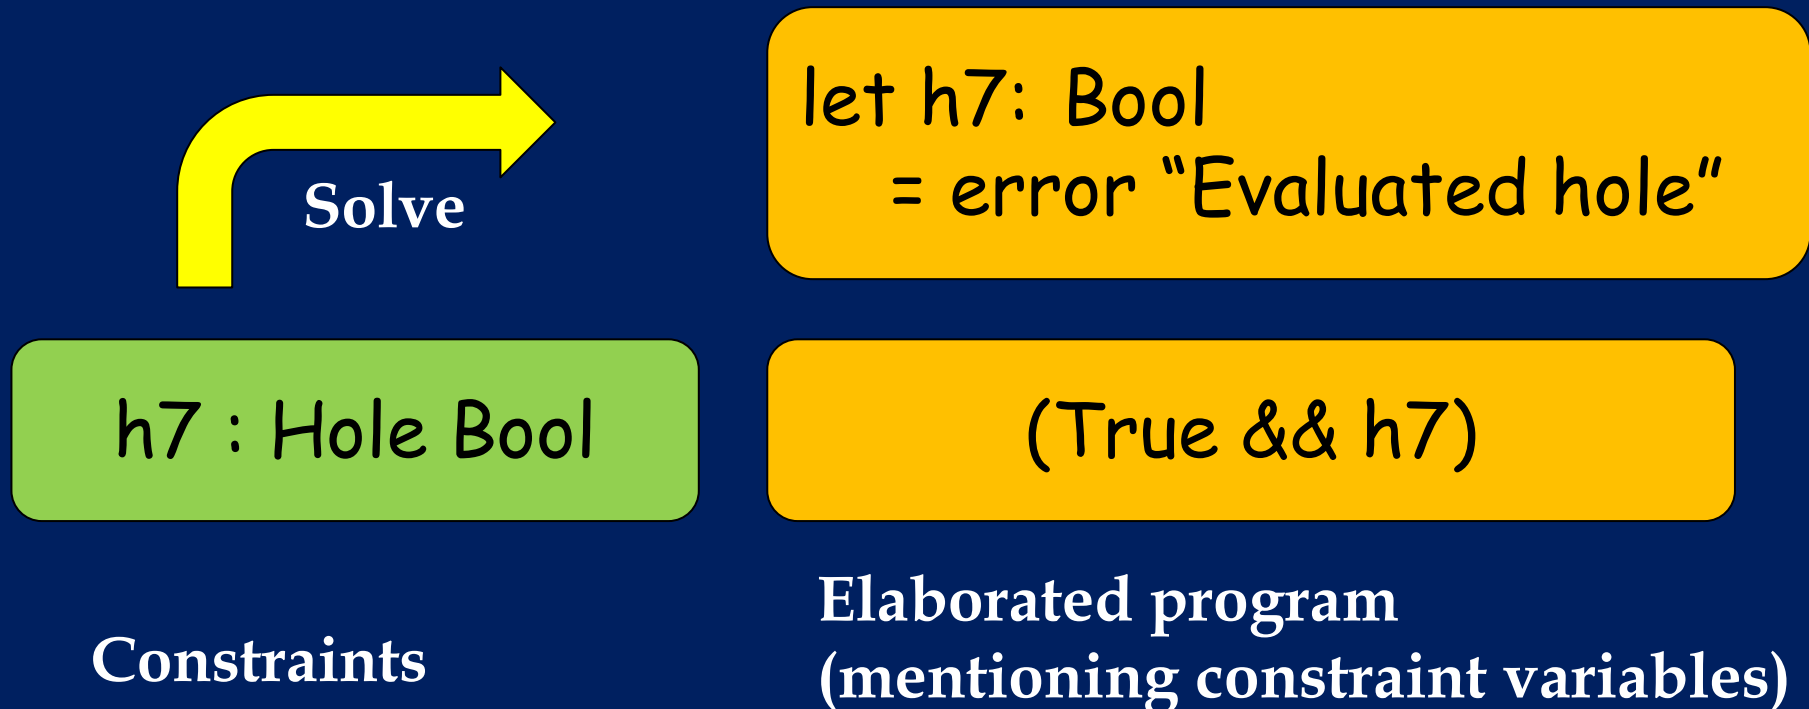 let h7: Bool
= error “Evaluated hole”
Solve
h7 : Hole Bool
(True && h7)
Constraints
Elaborated program
(mentioning constraint variables)